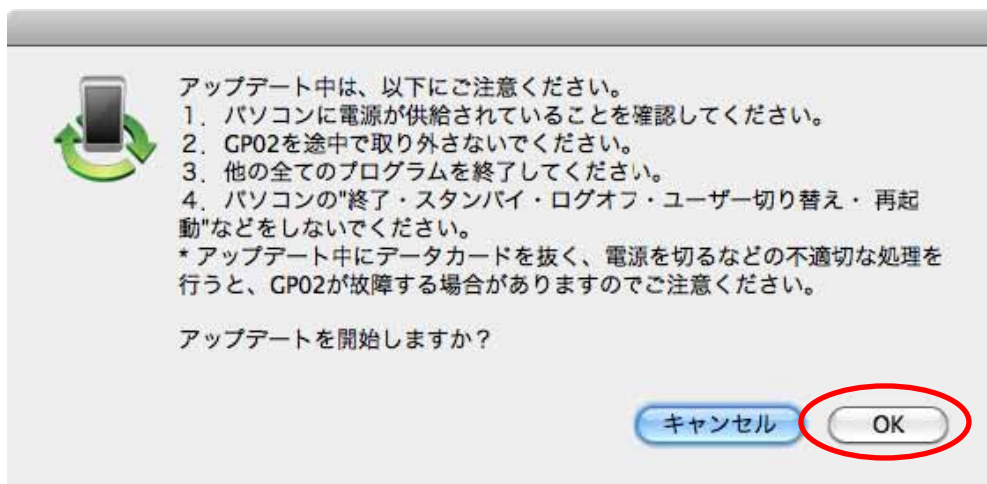 アップデート中は、以下にご注意ください。
１．パソコンに電源が供給されていることを確認してください。
２．GP02を途中で取り外さないでください。
３．他の全てのプログラムを終了してください。
４．パソコンの"終了・スタンバイ・ログオフ・ユーザー切り替え・ 再起
動"などをしないでください。
* アップデート中にデータカードを抜く、電源を切るなどの不適切な処理を
行うと、GP02が故障する場合がありますのでご注意ください。
アップデートを開始しますか？
キャンセル OK